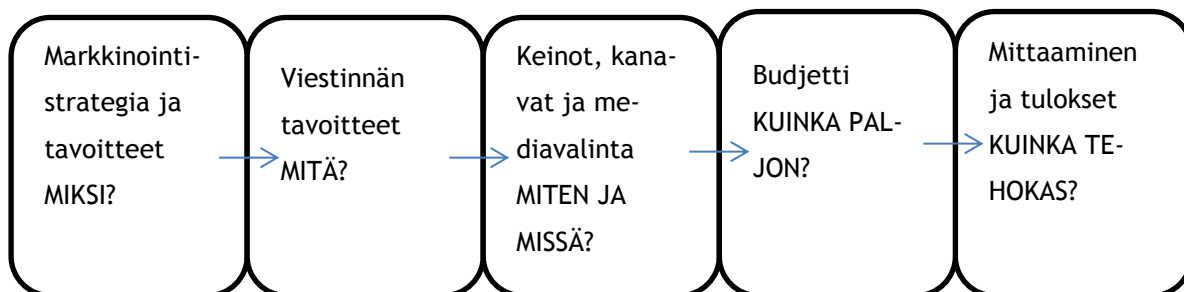 Markkinointi-
strategia ja
tavoitteet
MIKSI?
Viestinnän
tavoitteet
MITÄ?
Keinot, kana-
vat ja me-
diavalinta
MITEN JA
MISSÄ?
Budjetti
KUINKA PAL-
JON?
Mittaaminen
ja tulokset
KUINKA TE-
HOKAS?